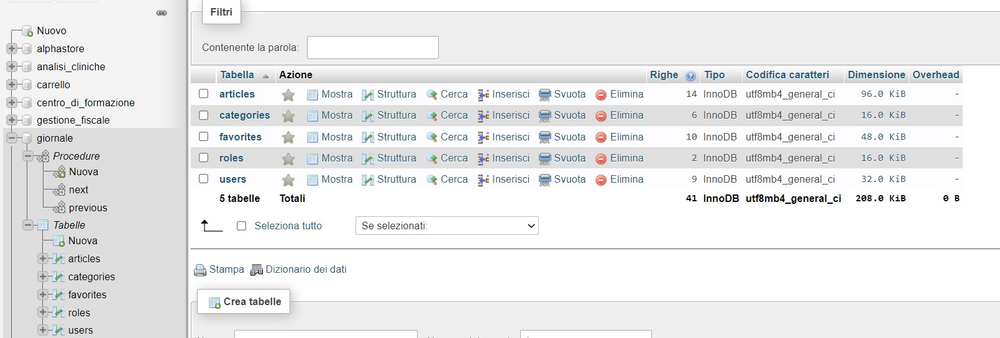 Nuovo
alphastore
analisi_cliniche
carrello
centro_di_formazione
gestione_fiscale
giornale
Procedure
Nuova
next
previous
Tabelle
Nuova
articles
categories
favorites
roles
users
Filtri
Contenente la parola:
Tabella Azione Righe Tipo Codifica caratteri Dimensione Overhead
articles Mostra Struttura Cerca Inserisci Svuota Elimina 14 InnoDB utf8mb4_general_ci 96.0 KiB -
categories Mostra Struttura Cerca Inserisci Svuota Elimina 6 InnoDB utf8mb4_general_ci 16.0 KiB -
favorites Mostra Struttura Cerca Inserisci Svuota Elimina 10 InnoDB utf8mb4_general_ci 48.0 KiB -
roles Mostra Struttura Cerca Inserisci Svuota Elimina 2 InnoDB utf8mb4_general_ci 16.0 KiB -
users Mostra Struttura Cerca Inserisci Svuota Elimina 9 InnoDB utf8mb4_general_ci 32.0 KiB -
5 tabelle Totali 41 InnoDB utf8mb4_general_ci 208.0 KiB 0 B
Seleziona tutto Se selezionati:
Stampa Dizionario dei dati
Crea tabelle